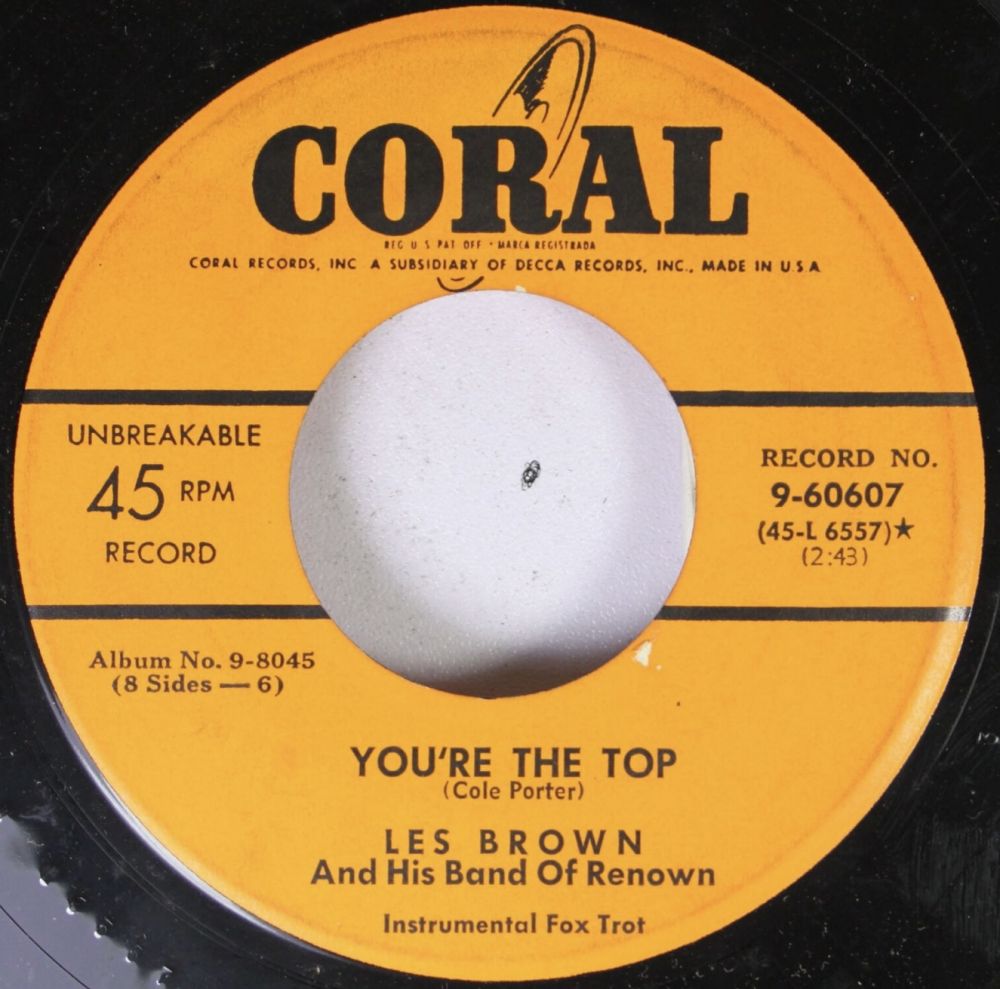 CORAL
REG U S PAT OFF • MARCA REGISTRADA
CORAL RECORDS, INC A SUBSIDIARY OF DECCA RECORDS, INC., MADE IN U.S.A
UNBREAKABLE
45 RPM
RECORD
RECORD NO.
9-60607
(45-L 6557)★
(2:43)
Album No. 9-8045
(8 Sides — 6)
YOU'RE THE TOP
(Cole Porter)
LES BROWN
And His Band Of Renown
Instrumental Fox Trot